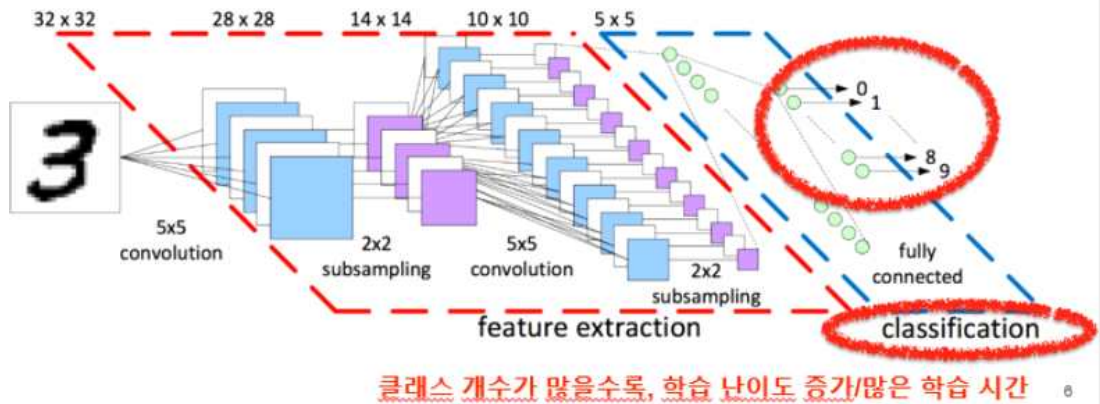 32 x 32 28 x 28 14 x 14 10 x 10 5 x 5
3
0
1
8
9
5x5
convolution
2x2
subsampling
5x5
convolution
2x2
subsampling
fully
connected
feature extraction
classification
클래스 개수가 많을수록, 학습 난이도 증가/많은 학습 시간
6